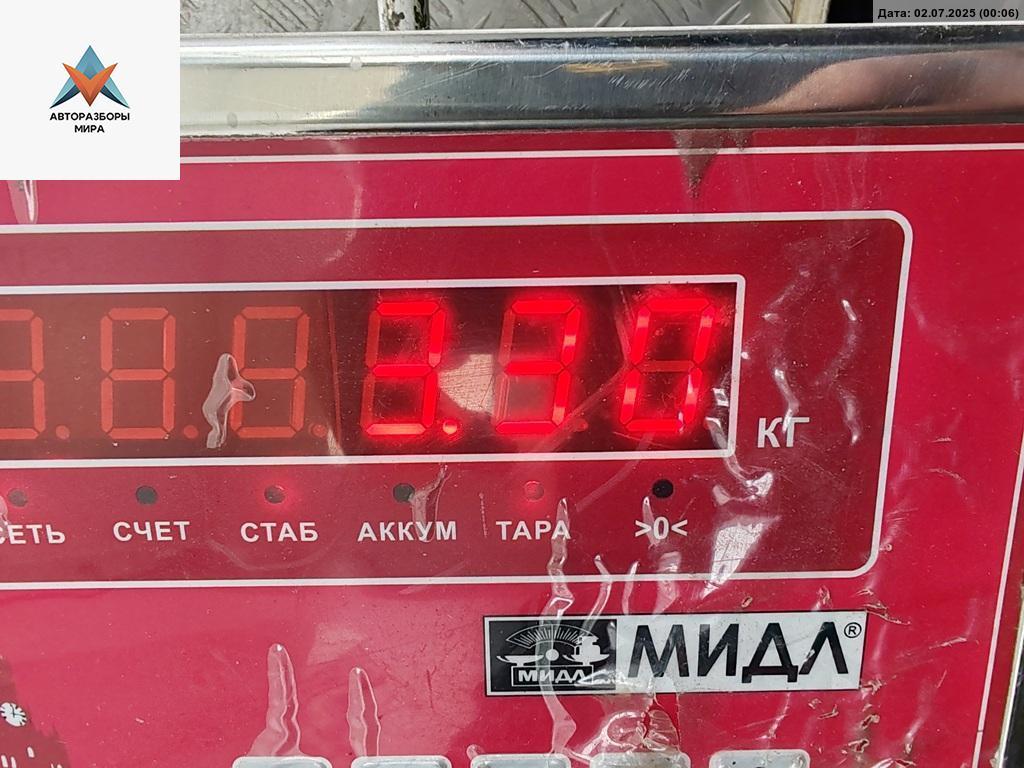 Дата: 02.07.2025 (00:06)
АВТОРАЗБОРЫ
МИРА
3.30
КГ
СЕТЬ СЧЕТ СТАБ АККУМ ТАРА >0<
МИДЛ МИДЛ®